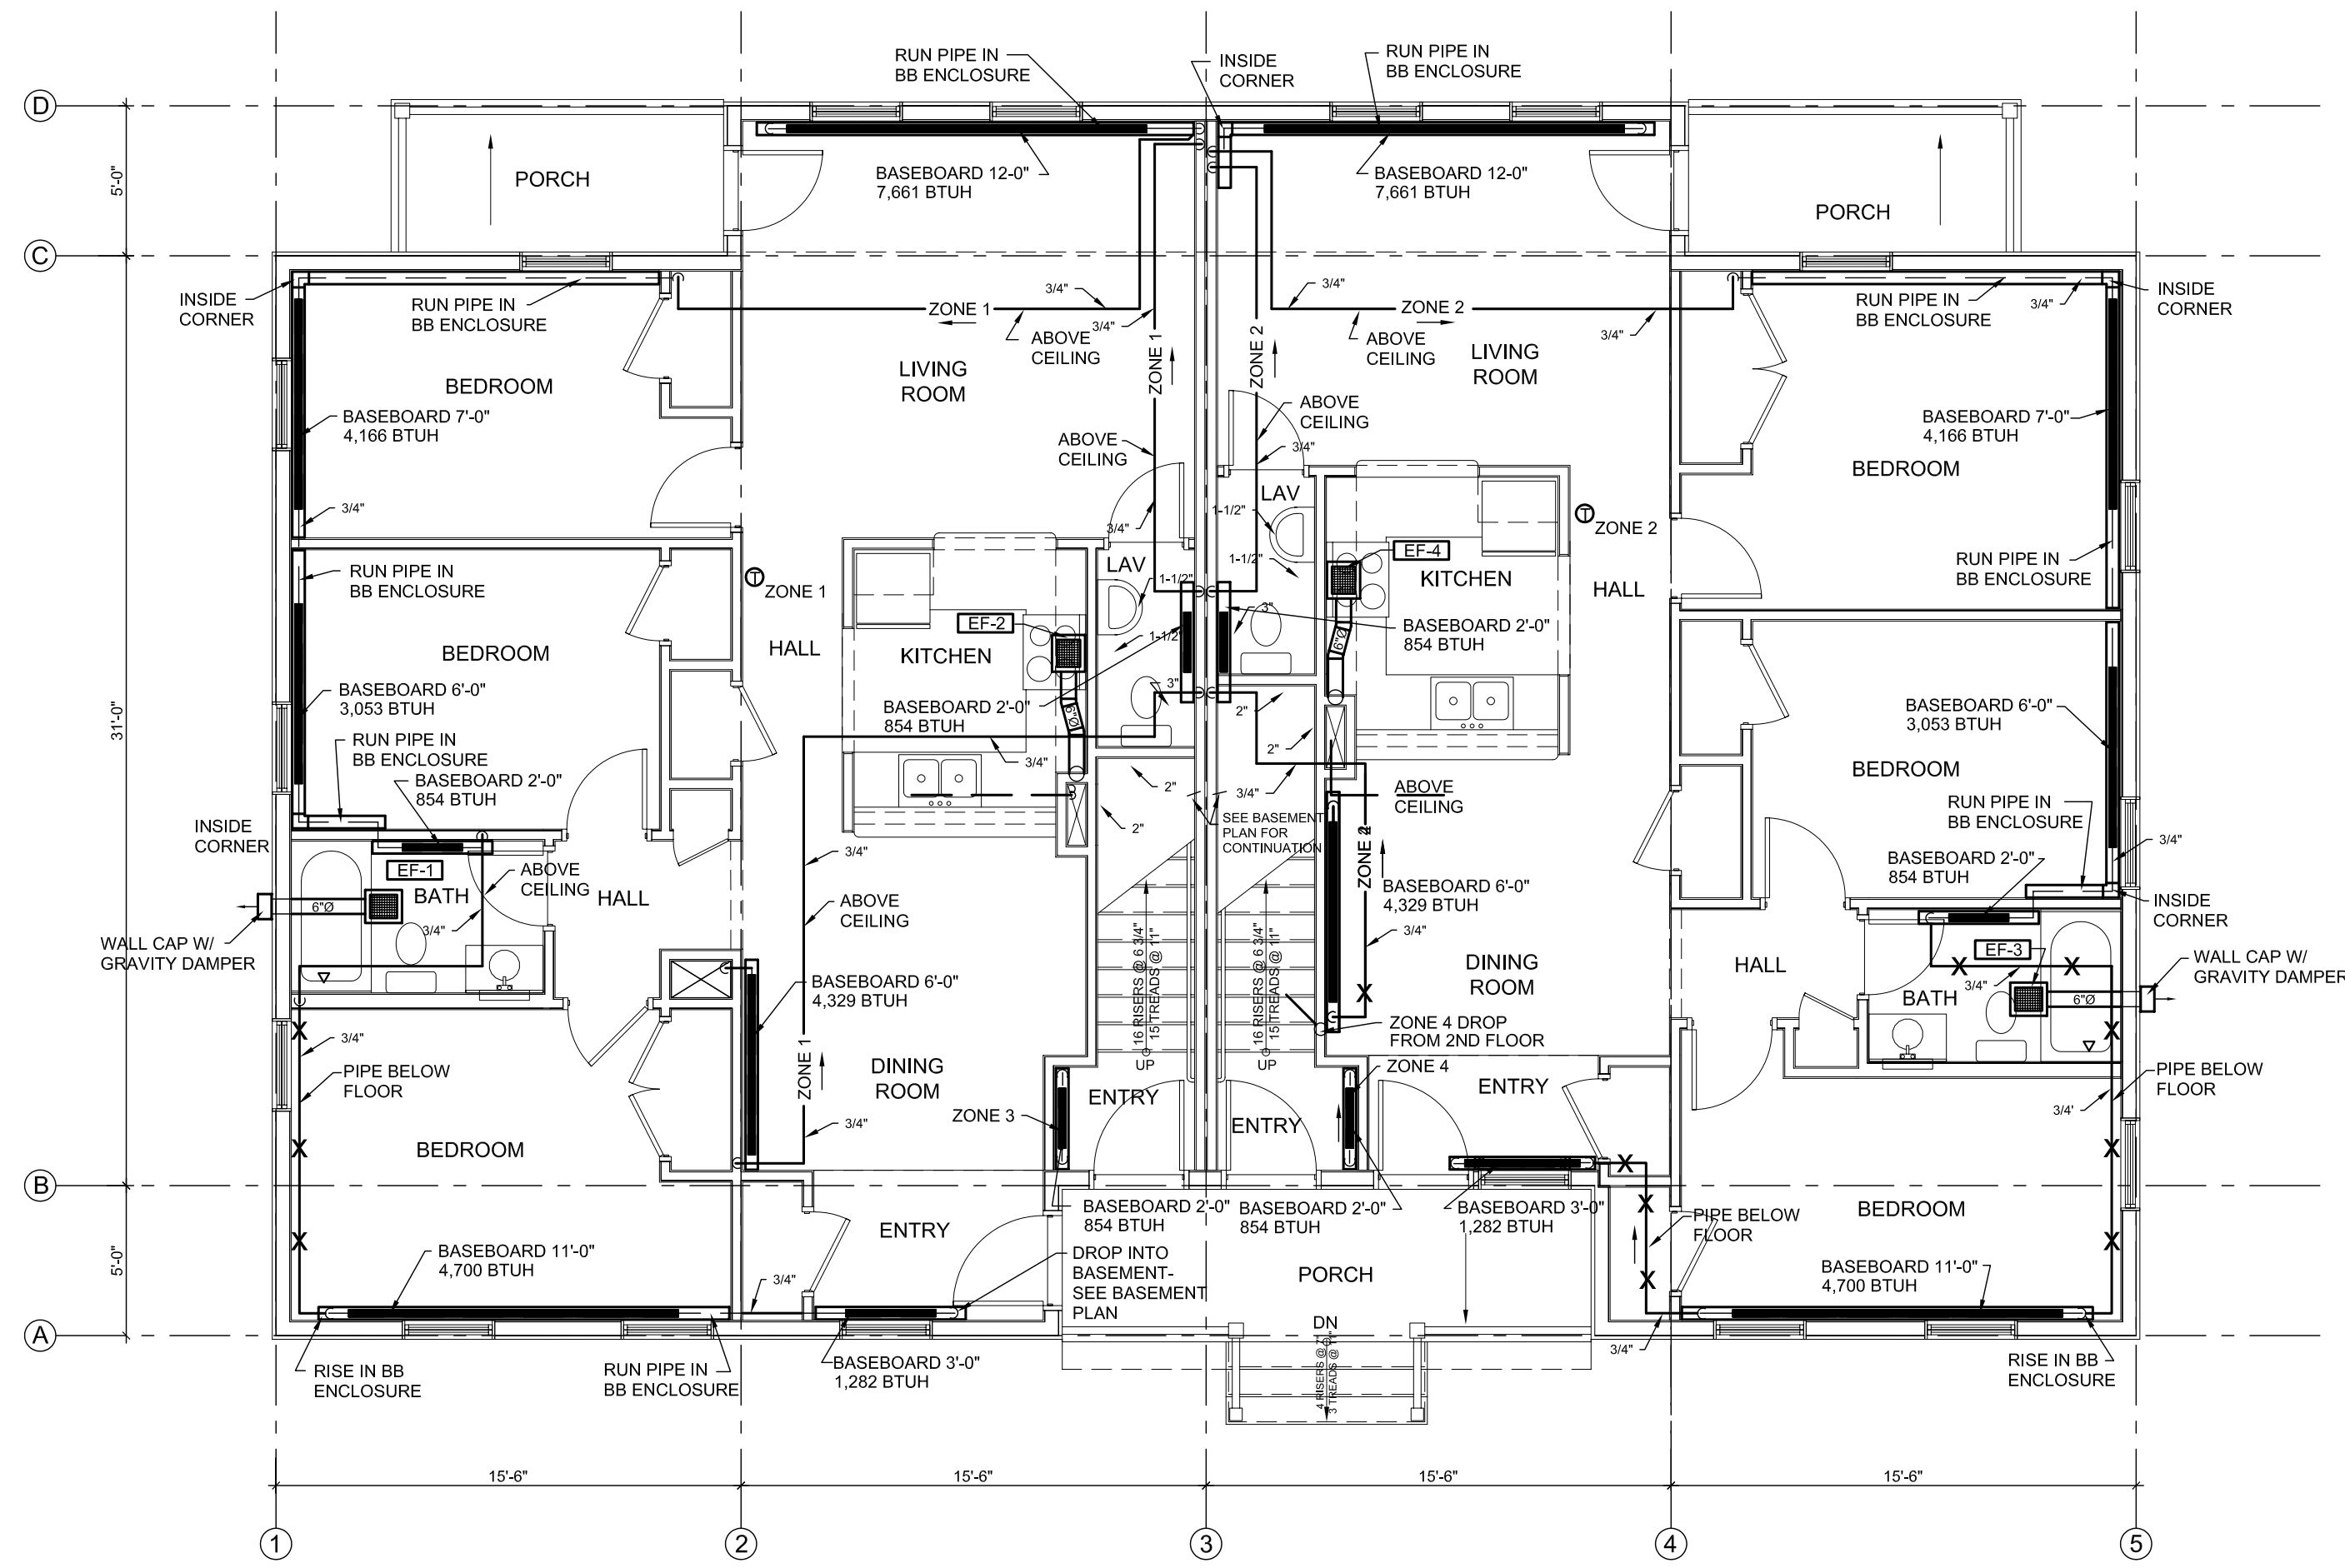 RUN PIPE IN
BB ENCLOSURE
INSIDE
CORNER
RUN PIPE IN
BB ENCLOSURE
D
5'-0"
PORCH
BASEBOARD 12-0"
7,661 BTUH
BASEBOARD 12-0"
7,661 BTUH
PORCH
C
INSIDE
CORNER
RUN PIPE IN
BB ENCLOSURE
ZONE 1
3/4"
ABOVE
CEILING
3/4"
ZONE 1
ZONE 2
3/4"
ZONE 2
ABOVE
CEILING
3/4"
RUN PIPE IN
BB ENCLOSURE
3/4"
INSIDE
CORNER
BEDROOM
LIVING
ROOM
LIVING
ROOM
BASEBOARD 7'-0"
4,166 BTUH
ABOVE
CEILING
ABOVE
CEILING
3/4"
BASEBOARD 7'-0"
4,166 BTUH
BEDROOM
3/4"
3/4"
LAV
1-1/2"
ZONE 2
T
RUN PIPE IN
BB ENCLOSURE
T
ZONE 1
LAV
1-1/2"
1-1/2"
EF-4
KITCHEN
HALL
RUN PIPE IN
BB ENCLOSURE
EF-2
3"
BASEBOARD 2'-0"
854 BTUH
6"Ø
BEDROOM
HALL
KITCHEN
1-1/2"
31'-0"
BASEBOARD 6'-0"
3,053 BTUH
BASEBOARD 2'-0"
854 BTUH
3"
6"Ø
2"
BASEBOARD 6'-0"
3,053 BTUH
RUN PIPE IN
BB ENCLOSURE
BASEBOARD 2'-0"
854 BTUH
3/4"
2"
2"
3/4"
ABOVE
CEILING
BEDROOM
RUN PIPE IN
BB ENCLOSURE
INSIDE
CORNER
2"
SEE BASEMENT
PLAN FOR
CONTINUATION
ZONE 2
3/4"
3/4"
EF-1
BATH
ABOVE
CEILING
HALL
6"Ø
3/4"
ABOVE
CEILING
BASEBOARD 6'-0"
4,329 BTUH
3/4"
BASEBOARD 2'-0"
854 BTUH
INSIDE
CORNER
WALL CAP W/
GRAVITY DAMPER
16 RISERS @ 6 3/4"
15 TREADS @ 11"
UP
16 RISERS @ 6 3/4"
15 TREADS @ 11"
UP
DINING
ROOM
HALL
EF-3
3/4"
BATH
6"Ø
WALL CAP W/
GRAVITY DAMPER
BASEBOARD 6'-0"
4,329 BTUH
ZONE 4 DROP
FROM 2ND FLOOR
3/4"
PIPE BELOW
FLOOR
ZONE 1
DINING
ROOM
ZONE 4
ENTRY
ENTRY
PIPE BELOW
FLOOR
3/4'
BEDROOM
3/4"
ZONE 3
ENTRY
B
BASEBOARD 2'-0"
854 BTUH
BASEBOARD 2'-0"
854 BTUH
BASEBOARD 3'-0"
1,282 BTUH
PIPE BELOW
FLOOR
BEDROOM
5'-0"
BASEBOARD 11'-0"
4,700 BTUH
ENTRY
DROP INTO
BASEMENT-
SEE BASEMENT
PLAN
PORCH
BASEBOARD 11'-0"
4,700 BTUH
3/4"
A
DN
4 RISERS @ 7"
3 TREADS @ 11"
3/4"
RISE IN BB
ENCLOSURE
RUN PIPE IN
BB ENCLOSURE
BASEBOARD 3'-0"
1,282 BTUH
RISE IN BB
ENCLOSURE
15'-6"
15'-6"
15'-6"
15'-6"
1
2
3
4
5